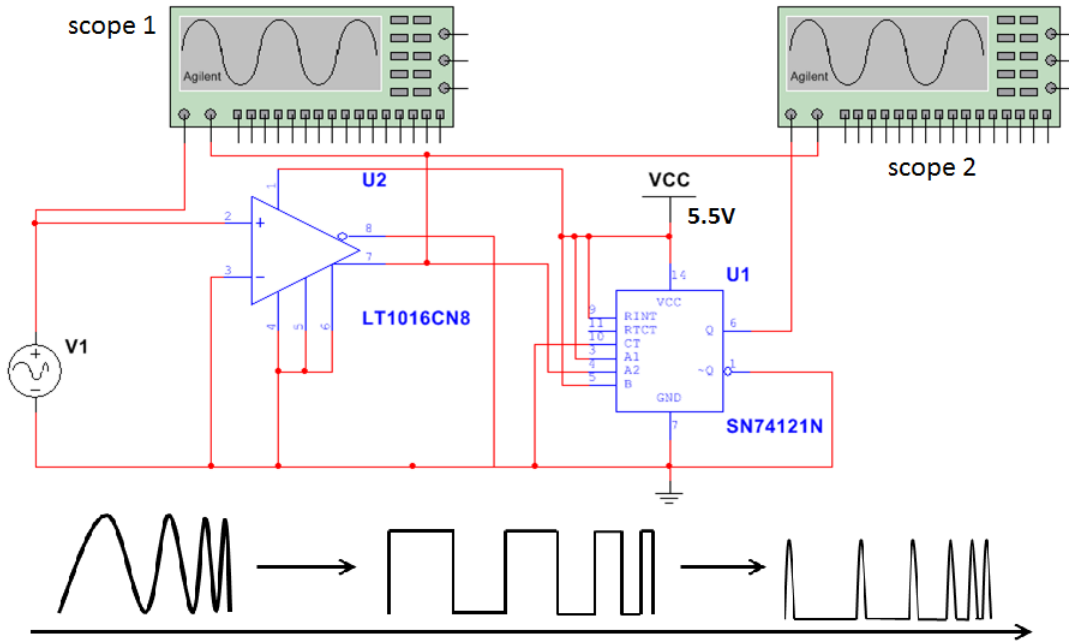 scope 1
Agilent
Agilent
scope 2
U2
1
2
+
3
−
8
7
4
5
6
LT1016CN8
VCC
5.5V
U1
14
VCC
9
RINT
11
RTCT
10
CT
3
A1
4
A2
5
B
Q
6
~Q
1
GND
7
SN74121N
V1
+
−